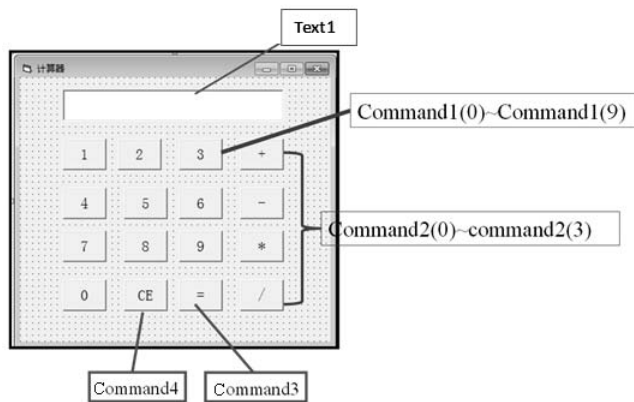 Text1
计算器
Command1(0)~Command1(9)
1 2 3 +
4 5 6 -
Command2(0)~command2(3)
7 8 9 *
0 CE = /
Command4 Command3